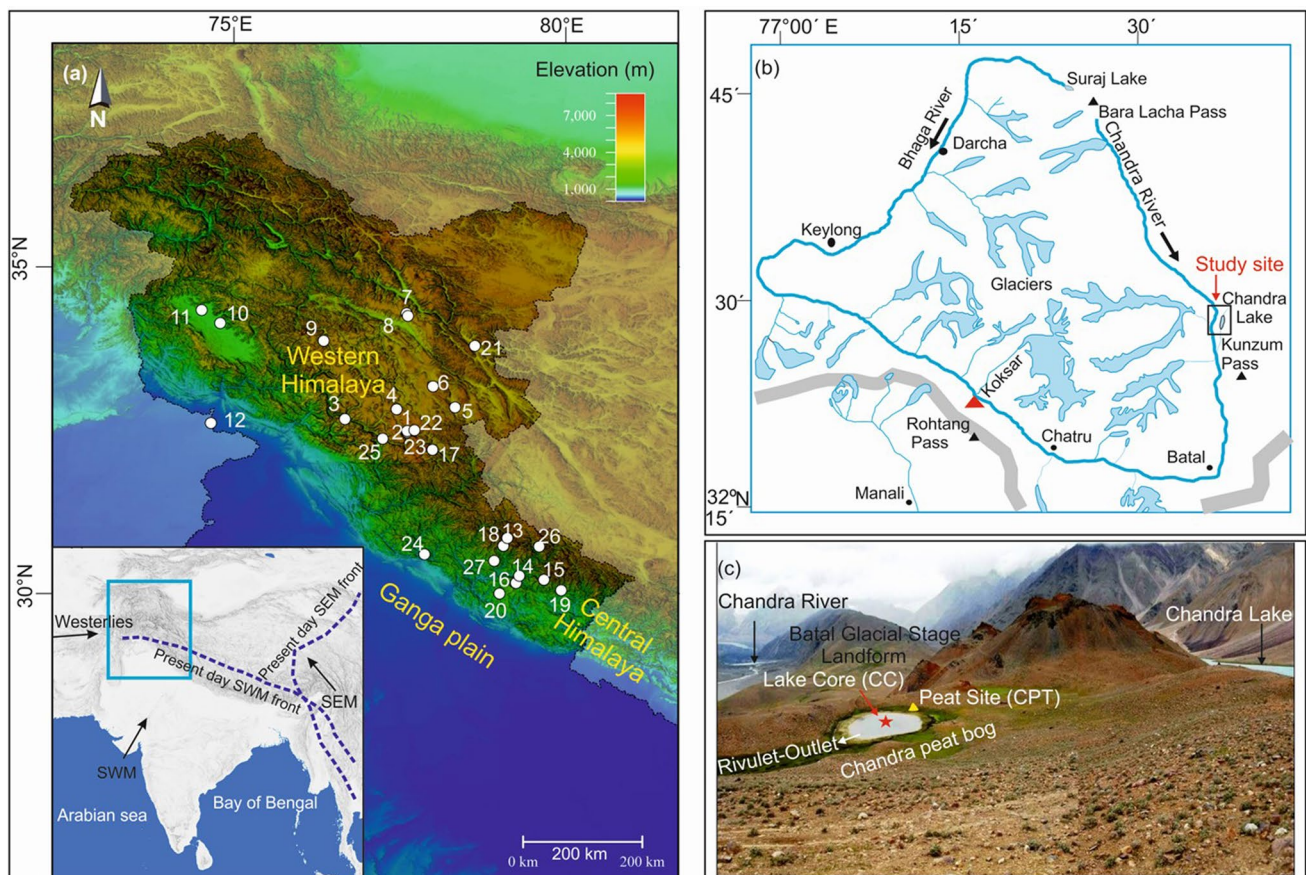 75°E
80°E
(a)
N
Elevation (m)
7,000
4,000
1,000
35°N
30°N
11
10
9
7
8
21
Western
Himalaya
6
5
4
3
1
2
22
23
25
17
12
24
18
13
26
27
14
16
15
20
19
Ganga plain
Central
Himalaya
0 km
200 km
200 km
Westerlies
Present day SEM front
Present day SWM front
SEM
SWM
Bay of Bengal
Arabian sea
77°00´ E
15´
30´
(b)
45´
30´
32°N
15´
Suraj Lake
Bara Lacha Pass
Bhaga River
Darcha
Chandra River
Keylong
Study site
Glaciers
Chandra
Lake
Kunzum
Pass
Koksar
Rohtang
Pass
Chatru
Batal
Manali
(c)
Chandra River
Chandra Lake
Batal Glacial Stage
Landform
Lake Core (CC)
Peat Site (CPT)
Rivulet-Outlet
Chandra peat bog